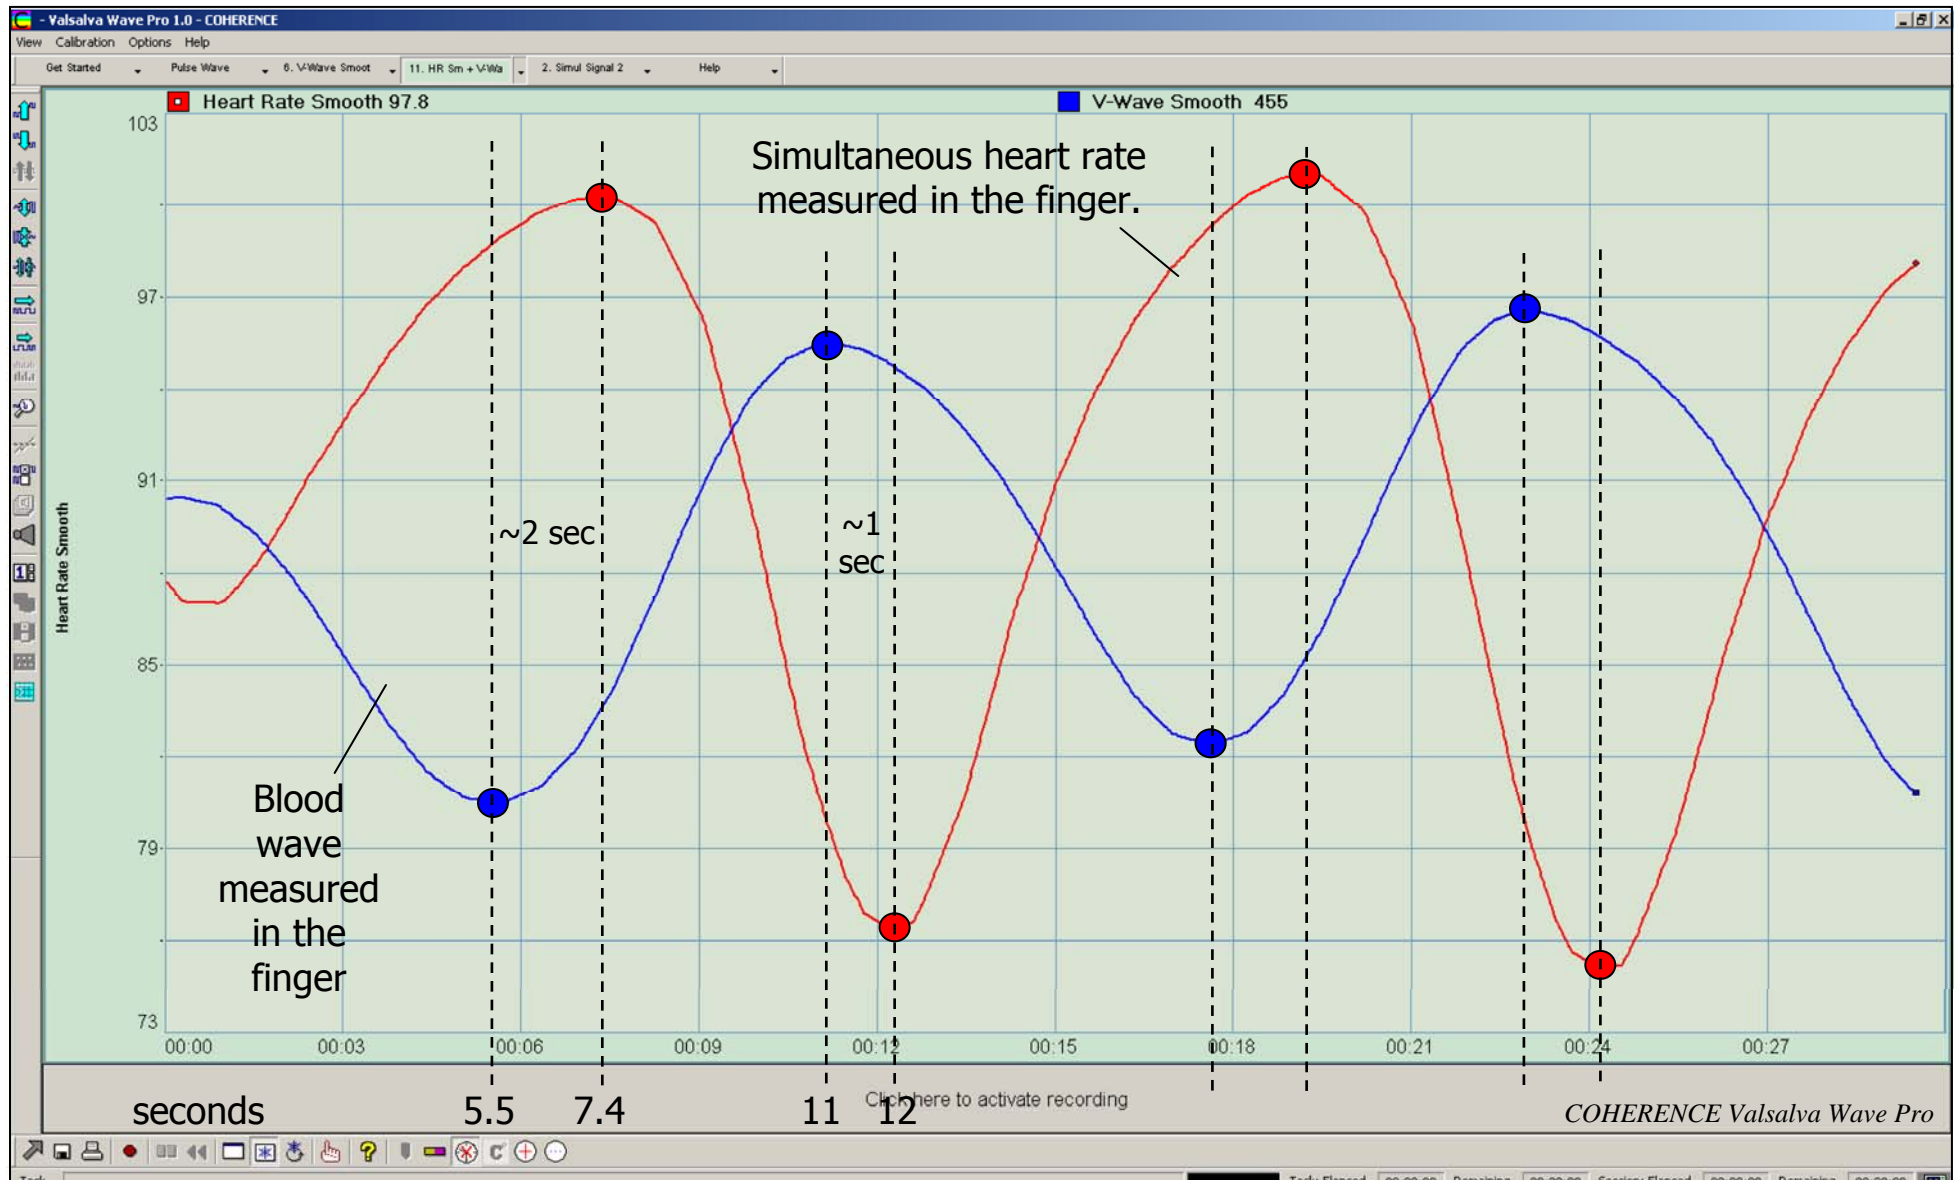 - Valsalva Wave Pro 1.0 - COHERENCE
View Calibration Options Help
Get Started Pulse Wave 6. V-Wave Smoot 11. HR Sm + V-Wa 2. Simul Signal 2 Help
Heart Rate Smooth 97.8 V-Wave Smooth 455
103
97
91
85
79
73
Heart Rate Smooth
Simultaneous heart rate
measured in the finger.
~2 sec
~1
sec
Blood
wave
measured
in the
finger
00:00 00:03 00:06 00:09 00:12 00:15 00:18 00:21 00:24 00:27
Click here to activate recording
seconds 5.5 7.4 11 12
COHERENCE Valsalva Wave Pro